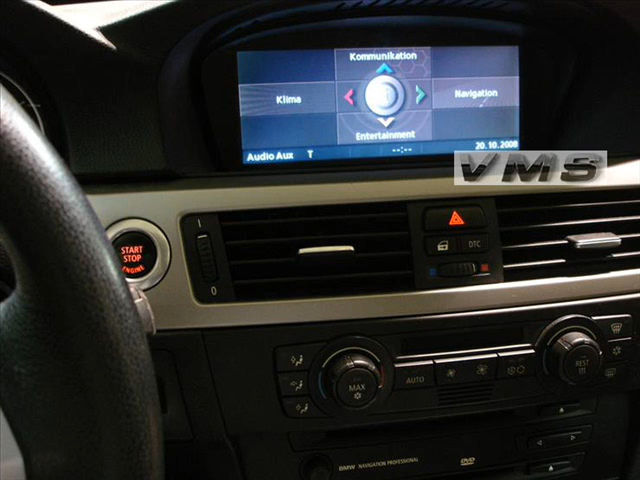 Kommunikation
Klima
Navigation
Entertainment
20.10.2008
Audio Aux T --:--
VMS
START
STOP
ENGINE
I
0
DTC
MAX
AUTO
REST
BMW NAVIGATION PROFESSIONAL
DVD